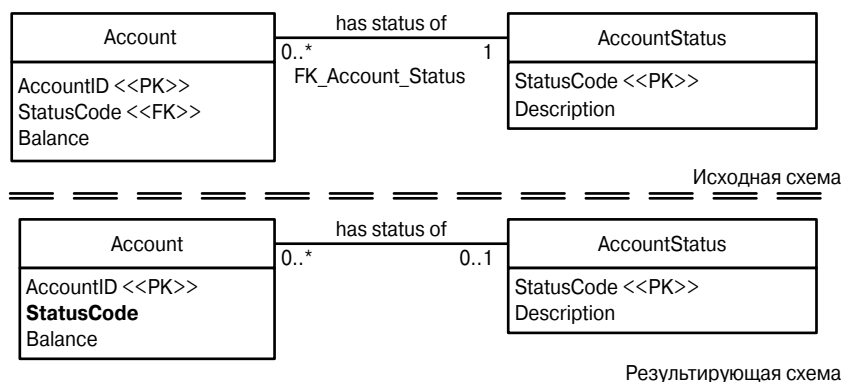 Account
has status of
AccountStatus
0..* 1
FK_Account_Status
AccountID <<PK>>
StatusCode <<FK>>
Balance
StatusCode <<PK>>
Description
Исходная схема
Account
has status of
AccountStatus
0..* 0..1
AccountID <<PK>>
StatusCode
Balance
StatusCode <<PK>>
Description
Результирующая схема